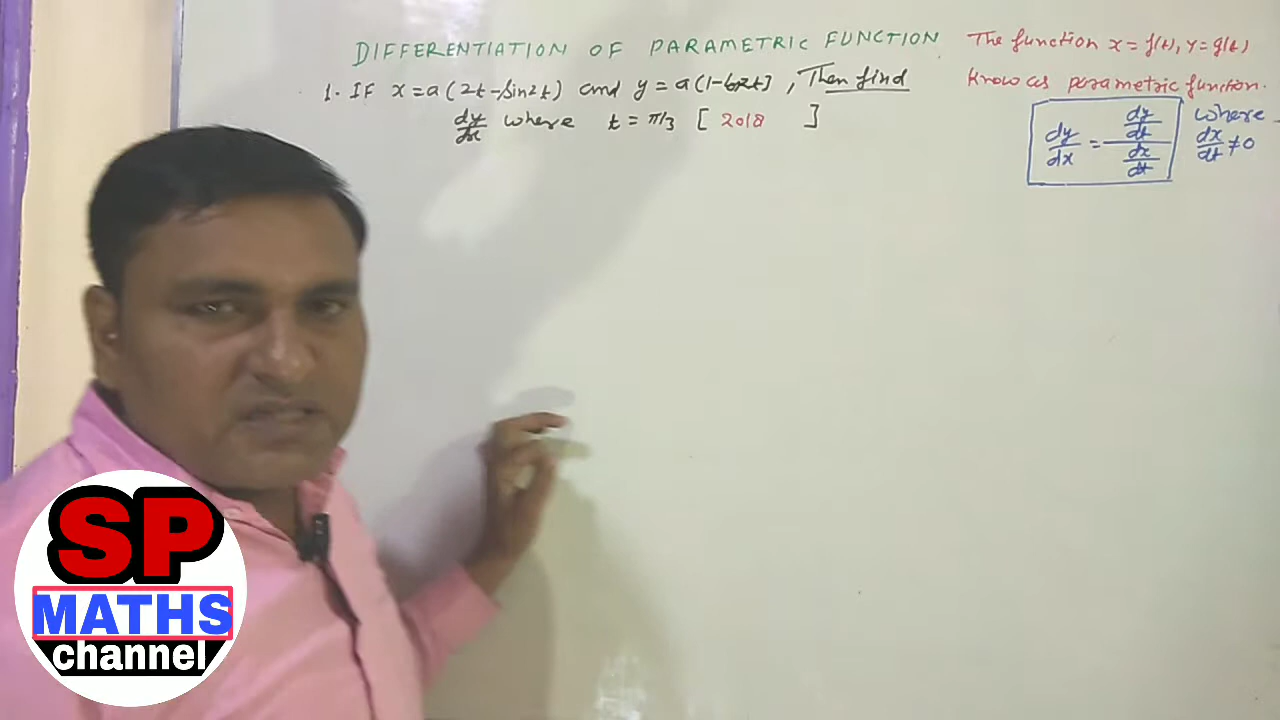 DIFFERENTIATION OF PARAMETRIC FUNCTION
1. IF x = a(2t - sin2t) and y = a(1 - cos2t], Then find
dy/dx where t = π/3 [ 2018 ]
The function x = f(t), y = g(t)
Know as parametric function.
dy/dx = (dy/dt)/(dx/dt) where dx/dt ≠ 0
SP
MATHS
channel